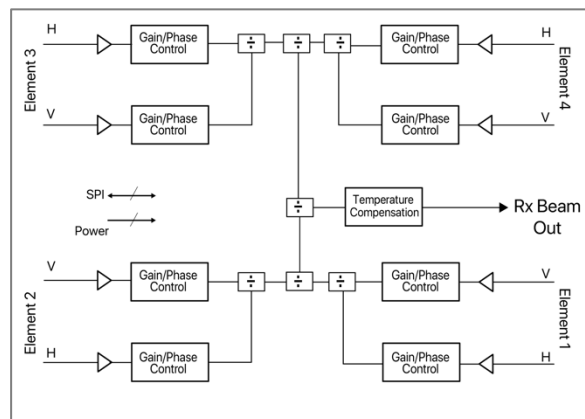 H
Gain/Phase
Control
÷
÷
÷
Gain/Phase
Control
H
Element 3
Element 4
V
Gain/Phase
Control
Gain/Phase
Control
V
SPI
÷
Temperature
Compensation
Rx Beam
Out
Power
V
Gain/Phase
Control
÷
÷
÷
Gain/Phase
Control
V
Element 2
Element 1
H
Gain/Phase
Control
Gain/Phase
Control
H